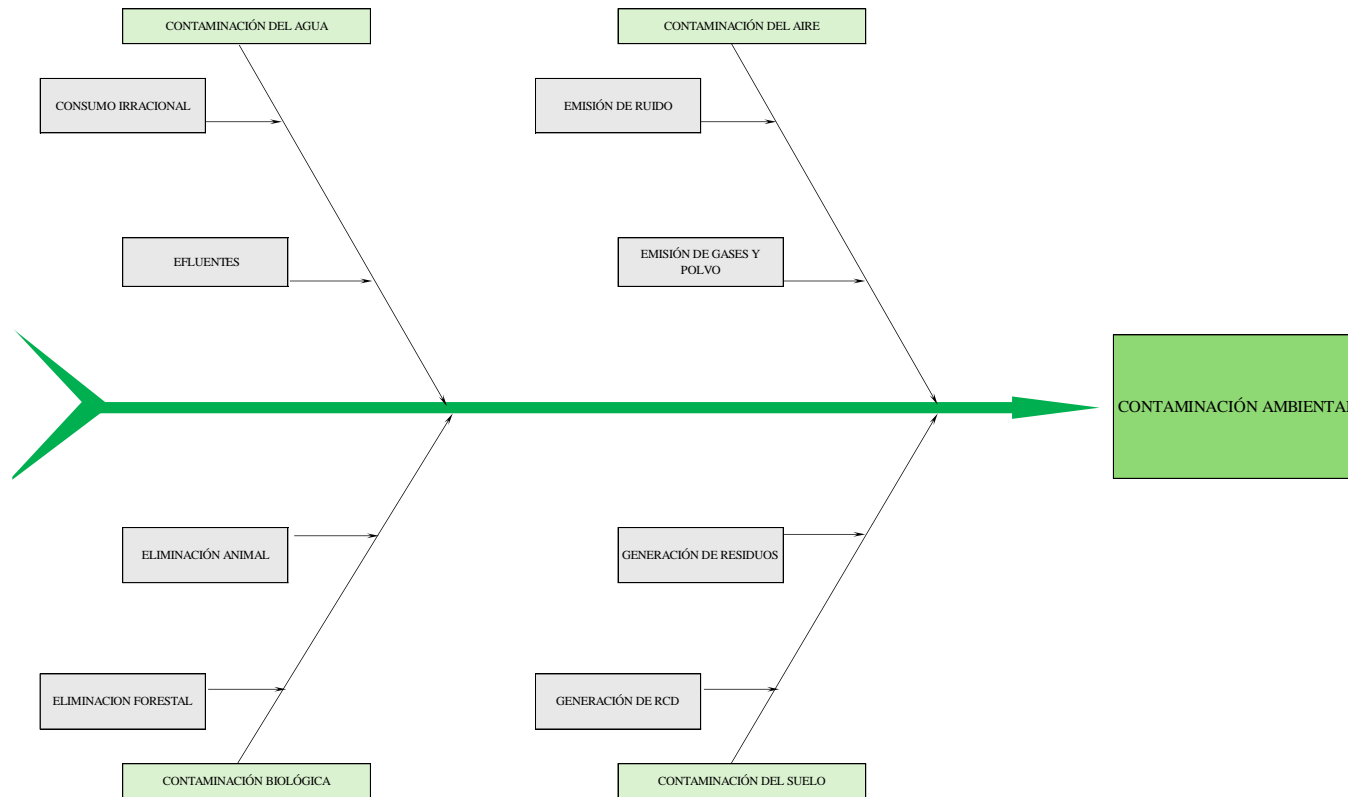 CONTAMINACIÓN DEL AGUA
CONTAMINACIÓN DEL AIRE
CONSUMO IRRACIONAL
EMISIÓN DE RUIDO
EFLUENTES
EMISIÓN DE GASES Y
POLVO
CONTAMINACIÓN AMBIENTAL
ELIMINACIÓN ANIMAL
GENERACIÓN DE RESIDUOS
ELIMINACION FORESTAL
GENERACIÓN DE RCD
CONTAMINACIÓN BIOLÓGICA
CONTAMINACIÓN DEL SUELO